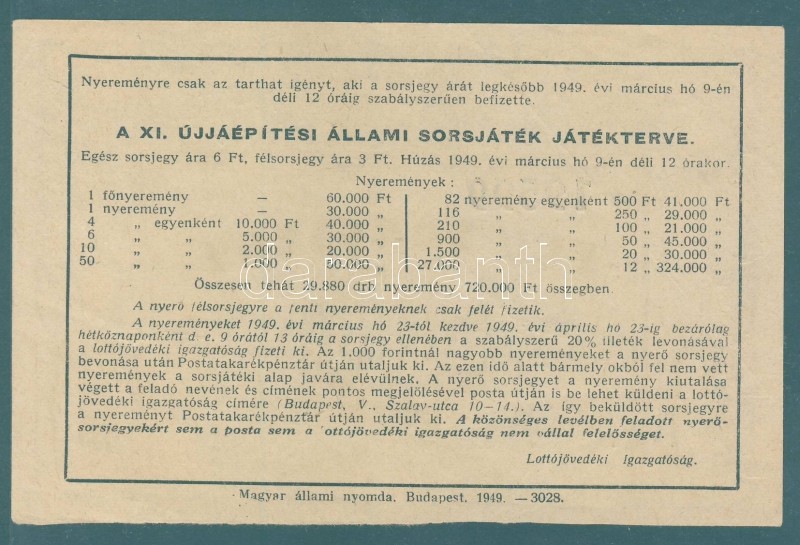 Nyereményre csak az tarthat igényt, aki a sorsjegy árát legkésőbb 1949. évi március hó 9-én
déli 12 óráig szabályszerűen befizette.
A XI. ÚJJÁÉPÍTÉSI ÁLLAMI SORSJÁTÉK JÁTÉKTERVE.
Egész sorsjegy ára 6 Ft, félsorsjegy ára 3 Ft. Húzás 1949. évi március hó 9-én déli 12 órakor.
Nyeremények:
1 főnyeremény — 60.000 Ft 82 nyeremény egyenként 500 Ft 41.000 Ft
1 nyeremény — 30.000 „ 116 „ „ 250 „ 29.000 „
4 „ egyenként 10.000 Ft 40.000 „ 210 „ „ 100 „ 21.000 „
6 „ „ 5.000 „ 30.000 „ 900 „ „ 50 „ 45.000 „
10 „ „ 2.000 „ 20.000 „ 1.500 „ „ 20 „ 30.000 „
50 „ „ 1.000 „ 50.000 „ 27.000 „ „ 12 „ 324.000 „
Összesen tehát 29.880 drb nyeremény 720.000 Ft összegben.
A nyerő félsorsjegyre a fenti nyereményeknek csak felét fizetik.
A nyereményeket 1949. évi március hó 23-tól kezdve 1949. évi április hó 23-ig bezárólag
hétköznaponként d. e. 9 órától 13 óráig a sorsjegy ellenében a szabályszerű 20% illeték levonásával
a lottójövedéki igazgatóság fizeti ki. Az 1.000 forintnál nagyobb nyereményeket a nyerő sorsjegy
bevonása után Postatakarékpénztár útján utaljuk ki. Az ezen idő alatt bármely okból fel nem vett
nyeremények a sorsjátéki alap javára elévülnek. A nyerő sorsjegyet a nyeremény kiutalása
végett a feladó nevének és címének pontos megjelölésével posta útján is be lehet küldeni a lottó-
jövedéki igazgatóság címére (Budapest, V., Szalay-utca 10—14.). Az így beküldött sorsjegyre
a nyereményt Postatakarékpénztár útján utaljuk ki. A közönséges levélben feladott nyerő-
sorsjegyekért sem a posta sem a lottójövedéki igazgatóság nem vállal felelősséget.
Lottójövedéki Igazgatóság.
Magyar állami nyomda. Budapest. 1949. —3028.
darabanth